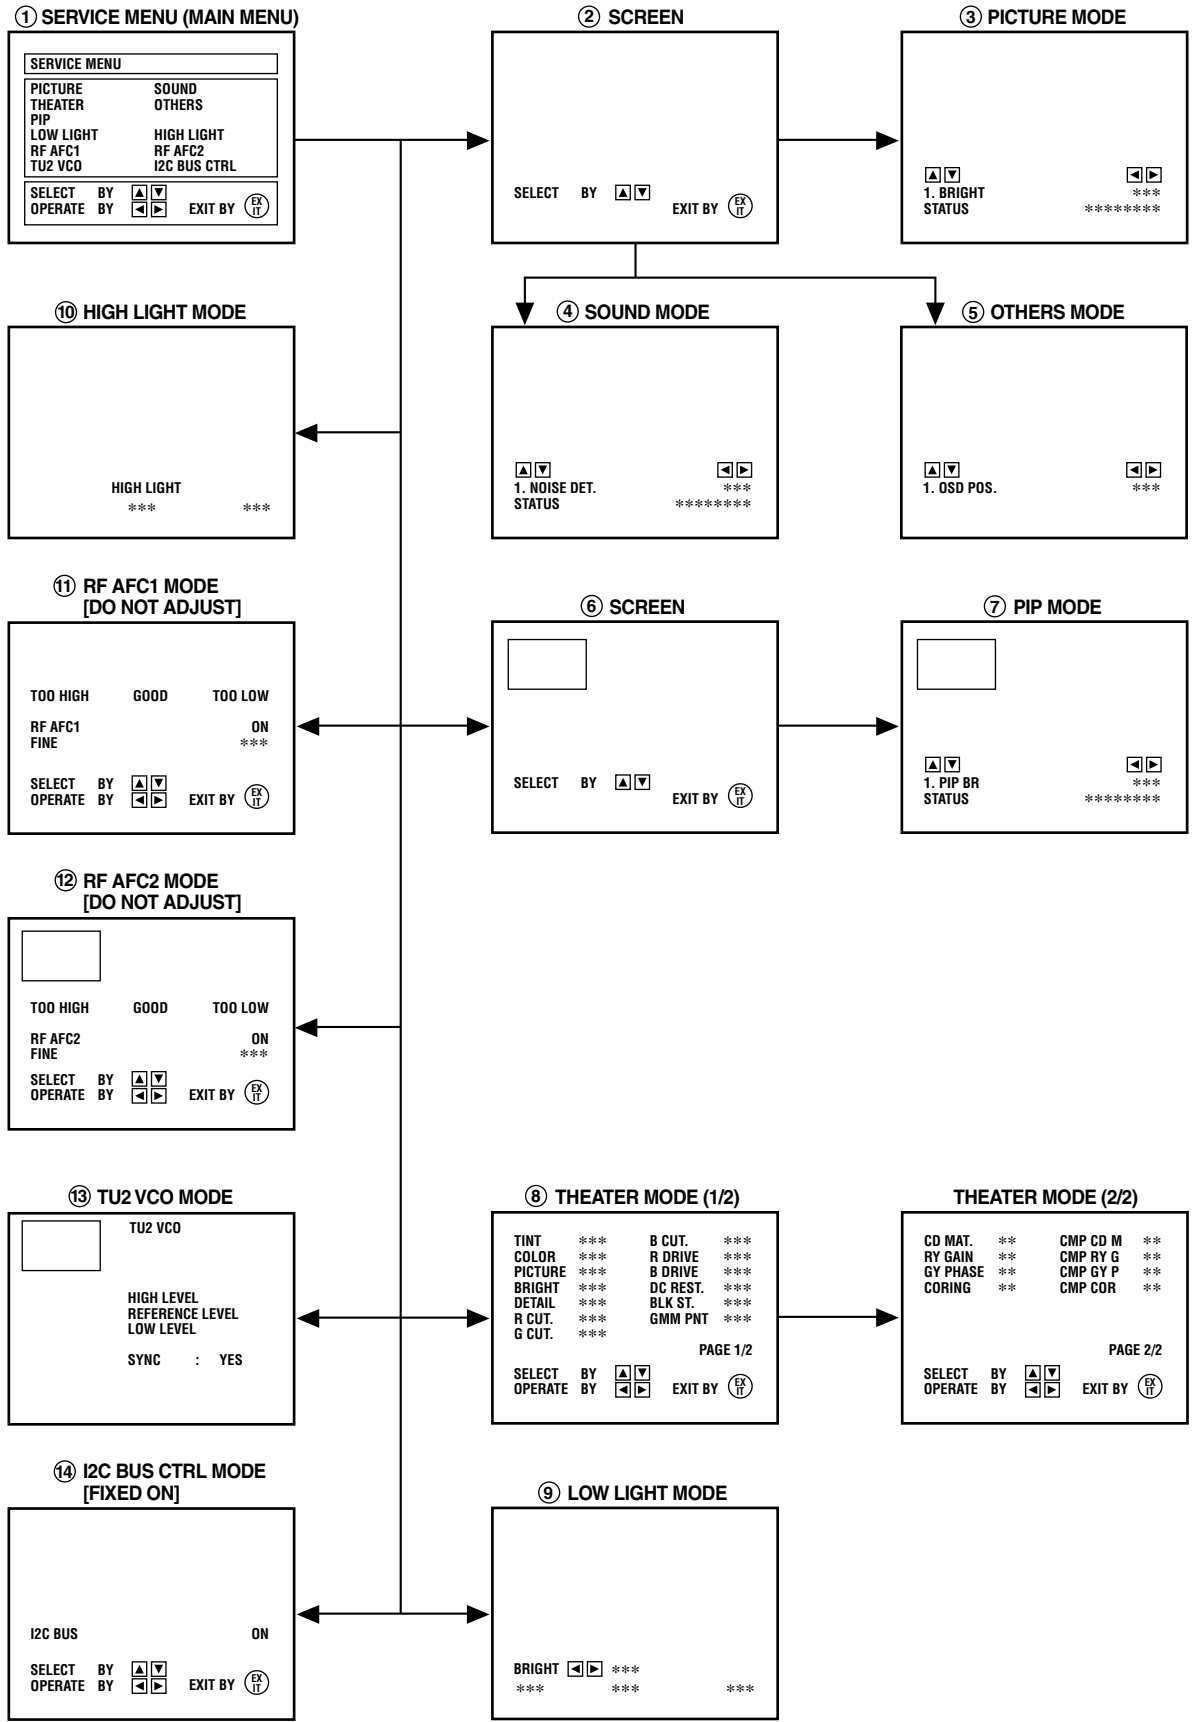 ① SERVICE MENU (MAIN MENU)
SERVICE MENU
PICTURE SOUND
THEATER OTHERS
PIP
LOW LIGHT HIGH LIGHT
RF AFC1 RF AFC2
TU2 VCO I2C BUS CTRL
SELECT BY ▲▼
OPERATE BY ◀▶ EXIT BY EXIT
② SCREEN
SELECT BY ▲▼
EXIT BY EXIT
③ PICTURE MODE
▲▼ ◀▶
1. BRIGHT ***
STATUS ********
⑩ HIGH LIGHT MODE
HIGH LIGHT
*** ***
④ SOUND MODE
▲▼ ◀▶
1. NOISE DET. ***
STATUS ********
⑤ OTHERS MODE
▲▼ ◀▶
1. OSD POS. ***
⑪ RF AFC1 MODE
[DO NOT ADJUST]
TOO HIGH GOOD TOO LOW
RF AFC1 ON
FINE ***
SELECT BY ▲▼
OPERATE BY ◀▶ EXIT BY EXIT
⑥ SCREEN
SELECT BY ▲▼
EXIT BY EXIT
⑦ PIP MODE
▲▼ ◀▶
1. PIP BR ***
STATUS ********
⑫ RF AFC2 MODE
[DO NOT ADJUST]
TOO HIGH GOOD TOO LOW
RF AFC2 ON
FINE ***
SELECT BY ▲▼
OPERATE BY ◀▶ EXIT BY EXIT
⑬ TU2 VCO MODE
TU2 VCO
HIGH LEVEL
REFERENCE LEVEL
LOW LEVEL
SYNC : YES
⑧ THEATER MODE (1/2)
TINT *** B CUT. ***
COLOR *** R DRIVE ***
PICTURE *** B DRIVE ***
BRIGHT *** DC REST. ***
DETAIL *** BLK ST. ***
R CUT. *** GMM PNT ***
G CUT. ***
PAGE 1/2
SELECT BY ▲▼
OPERATE BY ◀▶ EXIT BY EXIT
THEATER MODE (2/2)
CD MAT. ** CMP CD M **
RY GAIN ** CMP RY G **
GY PHASE ** CMP GY P **
CORING ** CMP COR **
PAGE 2/2
SELECT BY ▲▼
OPERATE BY ◀▶ EXIT BY EXIT
⑭ I2C BUS CTRL MODE
[FIXED ON]
I2C BUS ON
SELECT BY ▲▼
OPERATE BY ◀▶ EXIT BY EXIT
⑨ LOW LIGHT MODE
BRIGHT ◀▶ ***
*** *** ***